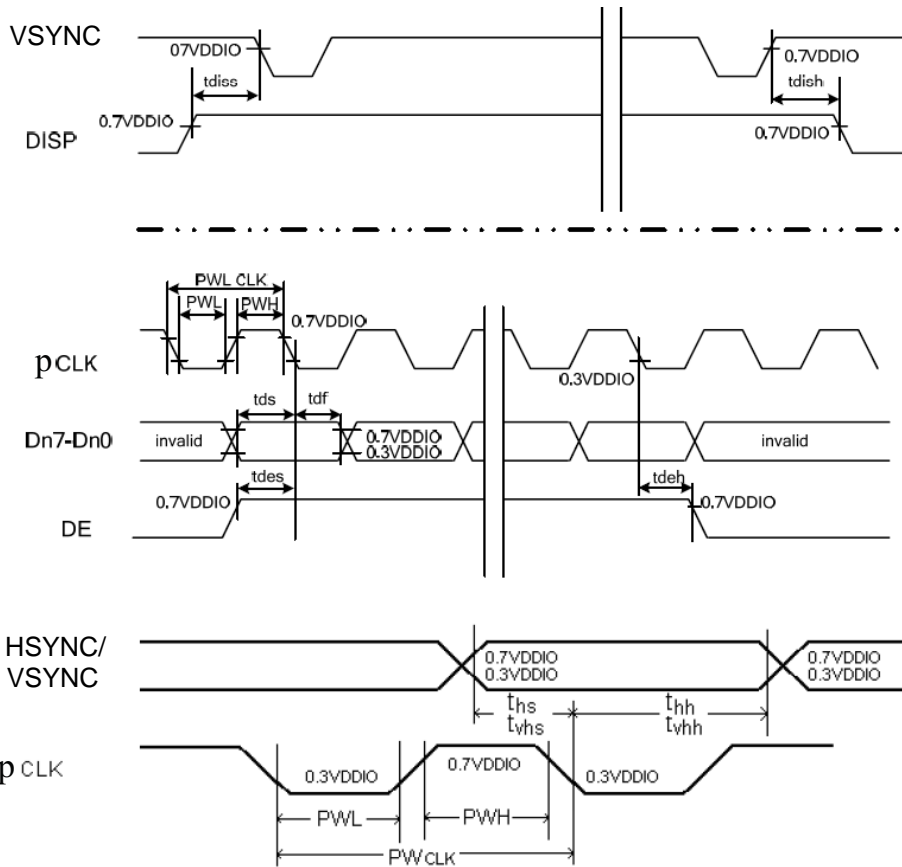 VSYNC
07VDDIO
0.7VDDIO
tdiss
tdish
0.7VDDIO
0.7VDDIO
DISP
PWL CLK
PWL
PWH
0.7VDDIO
pCLK
0.3VDDIO
tds
tdf
Dn7-Dn0
invalid
0.7VDDIO
0.3VDDIO
invalid
tdes
tdeh
0.7VDDIO
0.7VDDIO
DE
HSYNC/
VSYNC
0.7VDDIO
0.3VDDIO
0.7VDDIO
0.3VDDIO
ths
tvhs
thh
tvhh
p CLK
0.3VDDIO
0.7VDDIO
0.3VDDIO
PWL
PWH
PWCLK